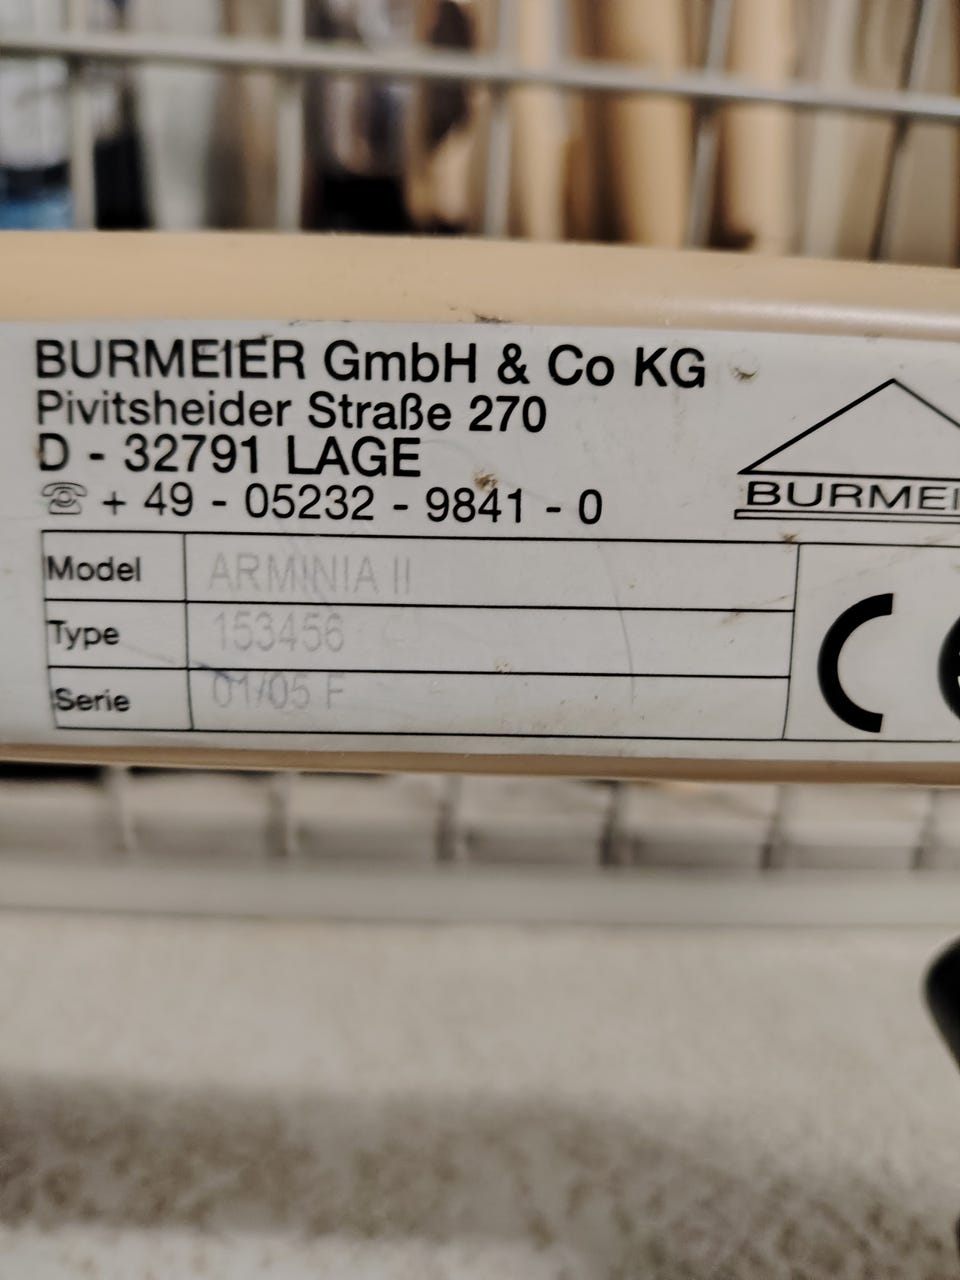 BURMEIER GmbH & Co KG
Pivitsheider Straße 270
D - 32791 LAGE
☏ + 49 - 05232 - 9841 - 0
BURMEI
Model ARMINIA II
Type 153456
Serie 01/05 F
CE